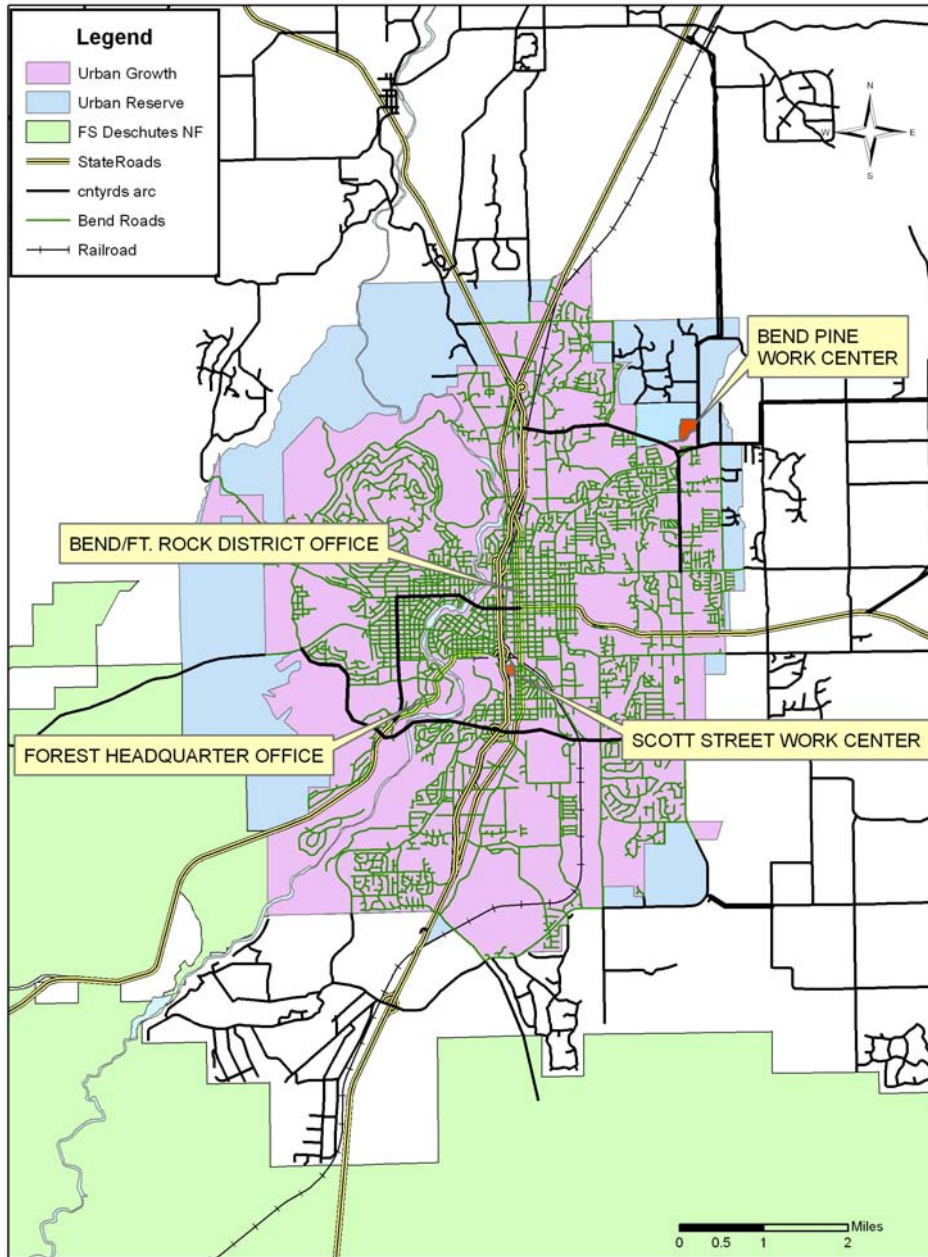 Legend
Urban Growth
Urban Reserve
FS Deschutes NF
StateRoads
cntyrds arc
Bend Roads
Railroad
N
W
E
S
BEND PINE
WORK CENTER
BEND/FT. ROCK DISTRICT OFFICE
FOREST HEADQUARTER OFFICE
SCOTT STREET WORK CENTER
Miles
0 0.5 1 2